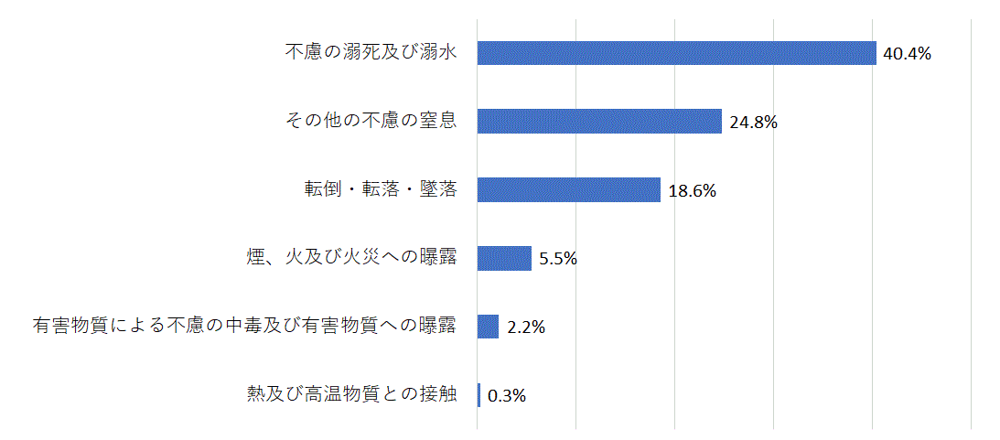 不慮の溺死及び溺水
40.4%
その他の不慮の窒息
24.8%
転倒・転落・墜落
18.6%
煙、火及び火災への曝露
5.5%
有害物質による不慮の中毒及び有害物質への曝露
2.2%
熱及び高温物質との接触
0.3%